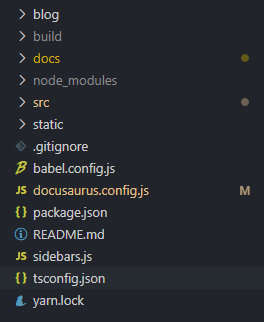 blog
build
docs
node_modules
src
static
.gitignore
babel.config.js
JS docusaurus.config.js M
{} package.json
README.md
JS sidebars.js
{} tsconfig.json
yarn.lock